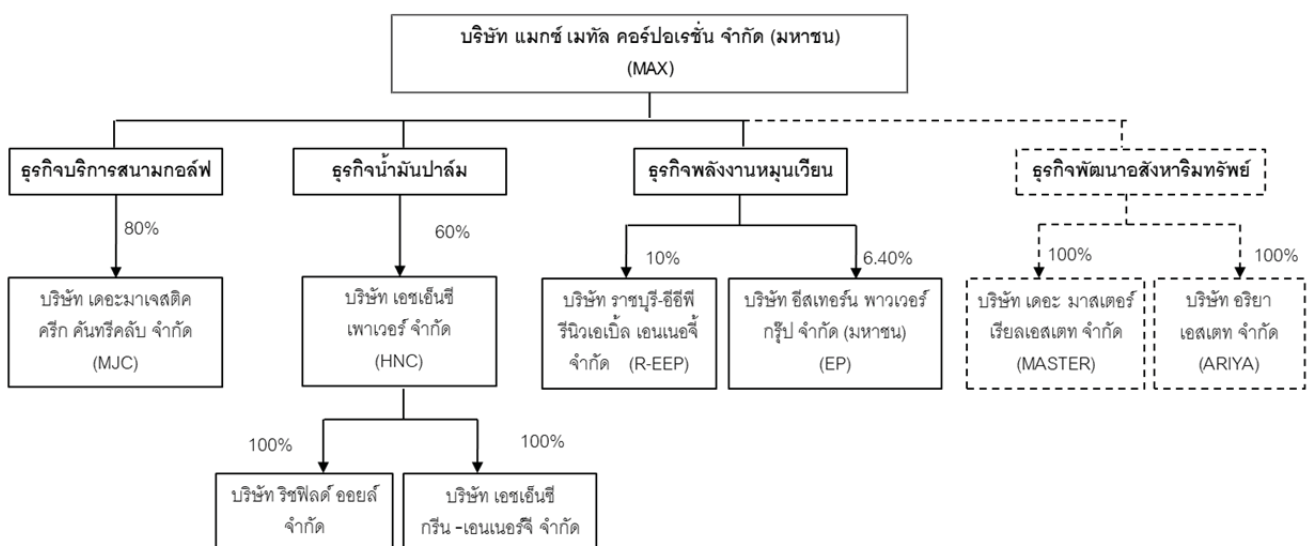 บริษัท แมกซ์ เมทัล คอร์ปอเรชั่น จำกัด (มหาชน)
(MAX)
ธุรกิจบริการสนามกอล์ฟ
ธุรกิจน้ำมันปาล์ม
ธุรกิจพลังงานหมุนเวียน
ธุรกิจพัฒนาอสังหาริมทรัพย์
80%
60%
10%
6.40%
100%
100%
บริษัท เดอะมาเจสติค
ครีก คันทรีคลับ จำกัด
(MJC)
บริษัท เอชเอ็นซี
เพาเวอร์ จำกัด
(HNC)
บริษัท ราชบุรี-อีอีพี
รีนิวเอเบิ้ล เอนเนอจี้
จำกัด (R-EEP)
บริษัท อีสเทอร์น พาวเวอร์
กรุ๊ป จำกัด (มหาชน)
(EP)
บริษัท เดอะ มาสเตอร์
เรียลเอสเตท จำกัด
(MASTER)
บริษัท อริยา
เอสเตท จำกัด
(ARIYA)
100%
100%
บริษัท ริชฟิลด์ ออยล์
จำกัด
บริษัท เอชเอ็นซี
กรีน -เอนเนอร์จี จำกัด